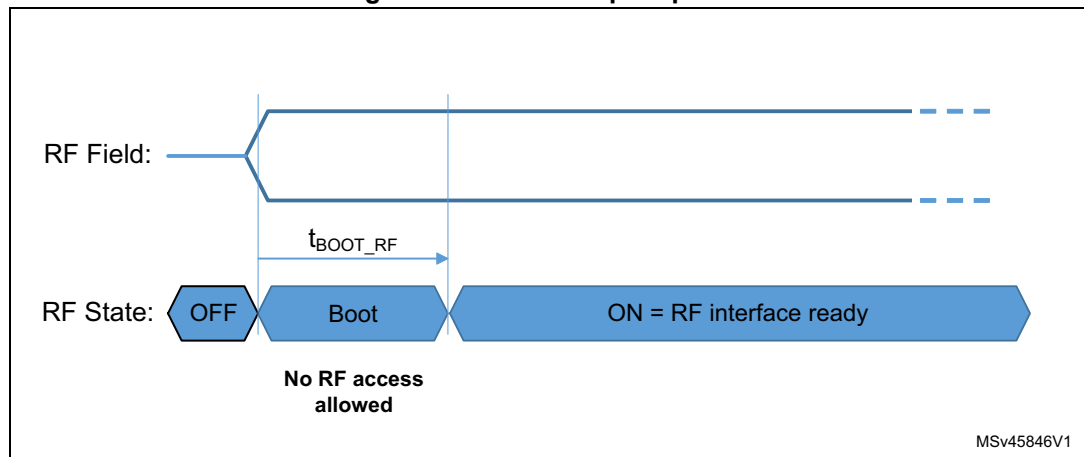 RF Field:
tBOOT_RF
RF State:
OFF
Boot
ON = RF interface ready
No RF access
allowed
MSv45846V1